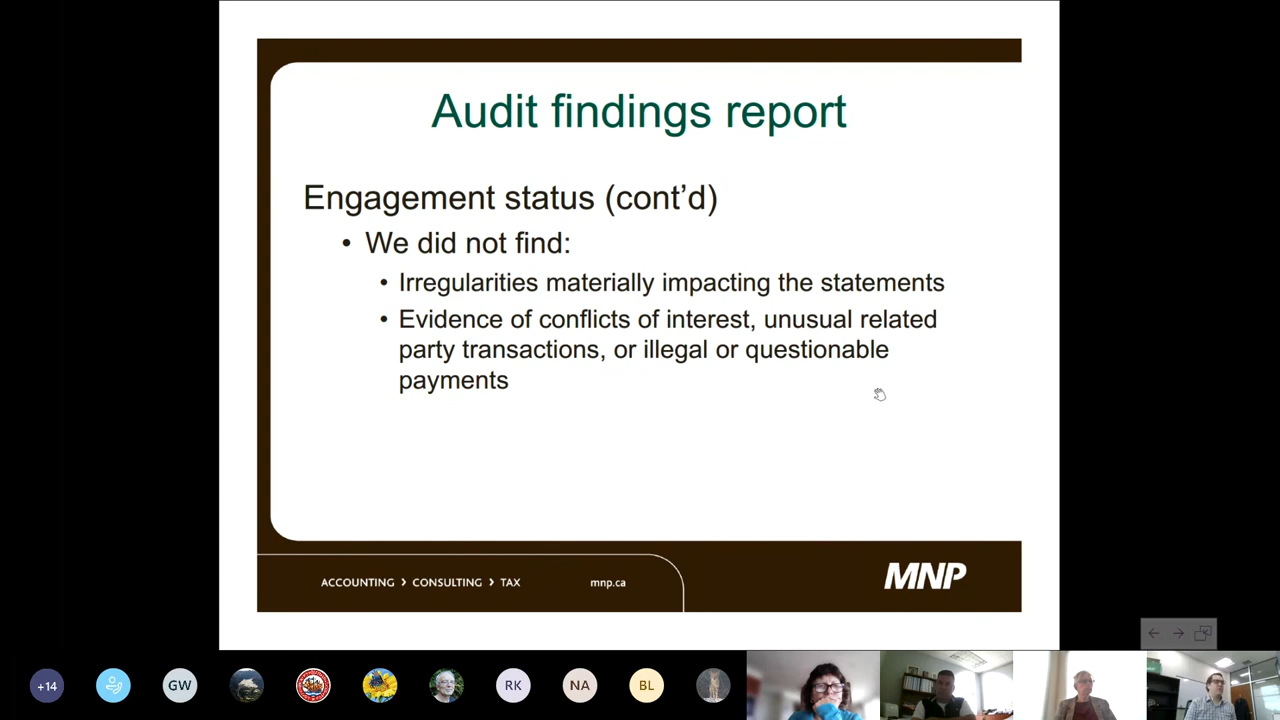 Audit findings report
Engagement status (cont’d)
• We did not find:
• Irregularities materially impacting the statements
• Evidence of conflicts of interest, unusual related
party transactions, or illegal or questionable
payments
ACCOUNTING › CONSULTING › TAX
mnp.ca
MNP
+14
GW
RK
NA
BL